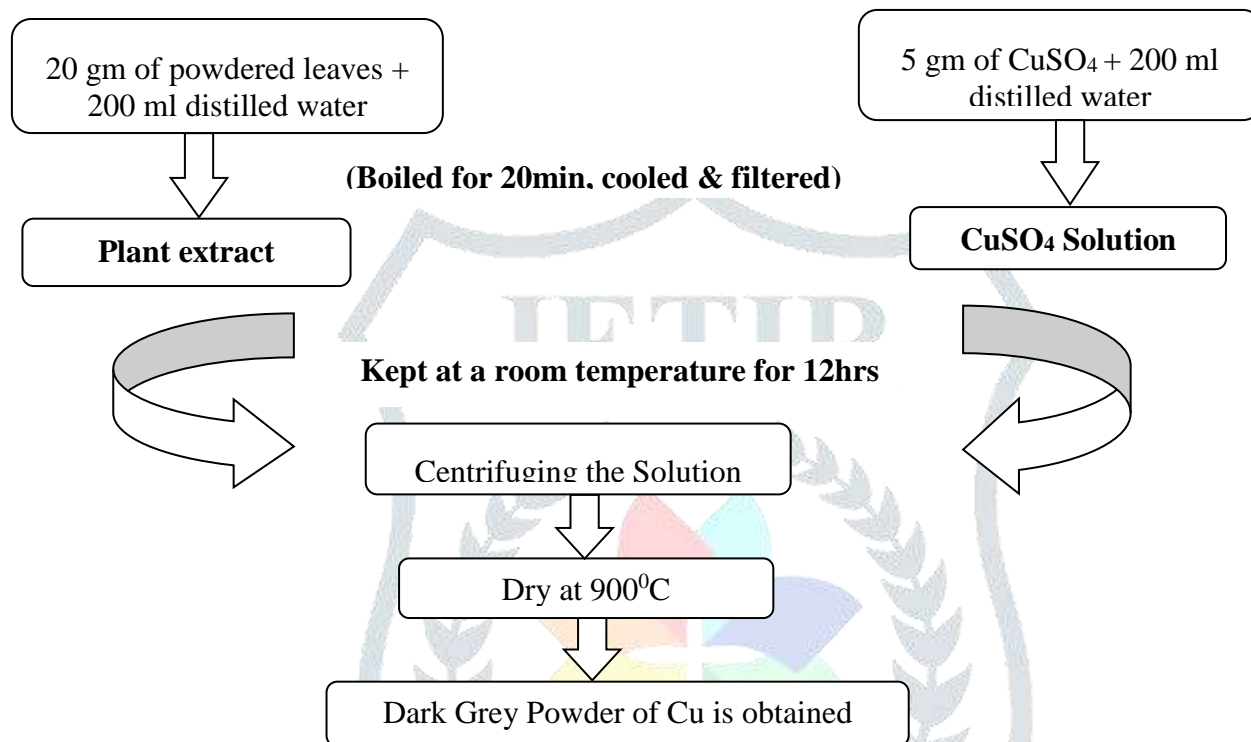 20 gm of powdered leaves +
200 ml distilled water
5 gm of CuSO₄ + 200 ml
distilled water
(Boiled for 20min, cooled & filtered)
Plant extract
CuSO₄ Solution
JETIR
Kept at a room temperature for 12hrs
Centrifuging the Solution
Dry at 900⁰C
Dark Grey Powder of Cu is obtained